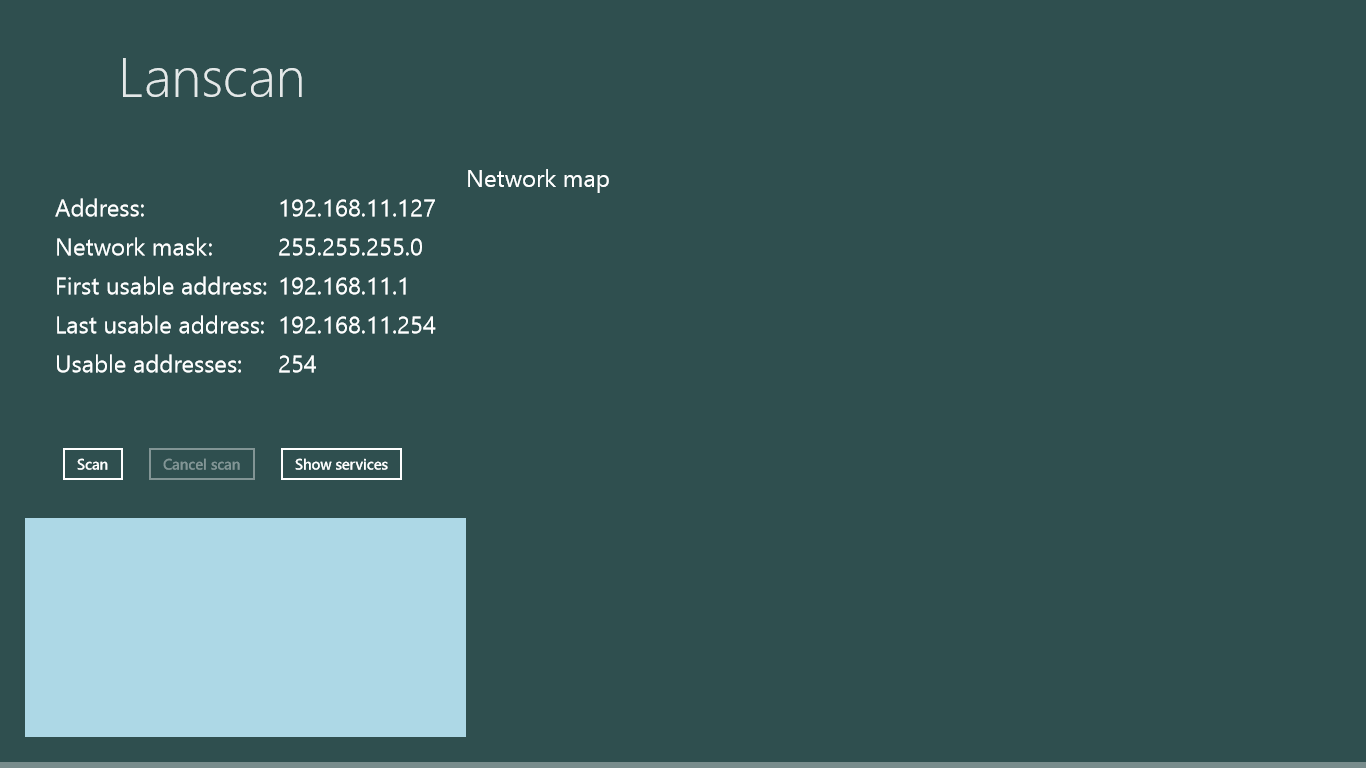 Lanscan
Network map
Address: 192.168.11.127
Network mask: 255.255.255.0
First usable address: 192.168.11.1
Last usable address: 192.168.11.254
Usable addresses: 254
Scan Cancel scan Show services